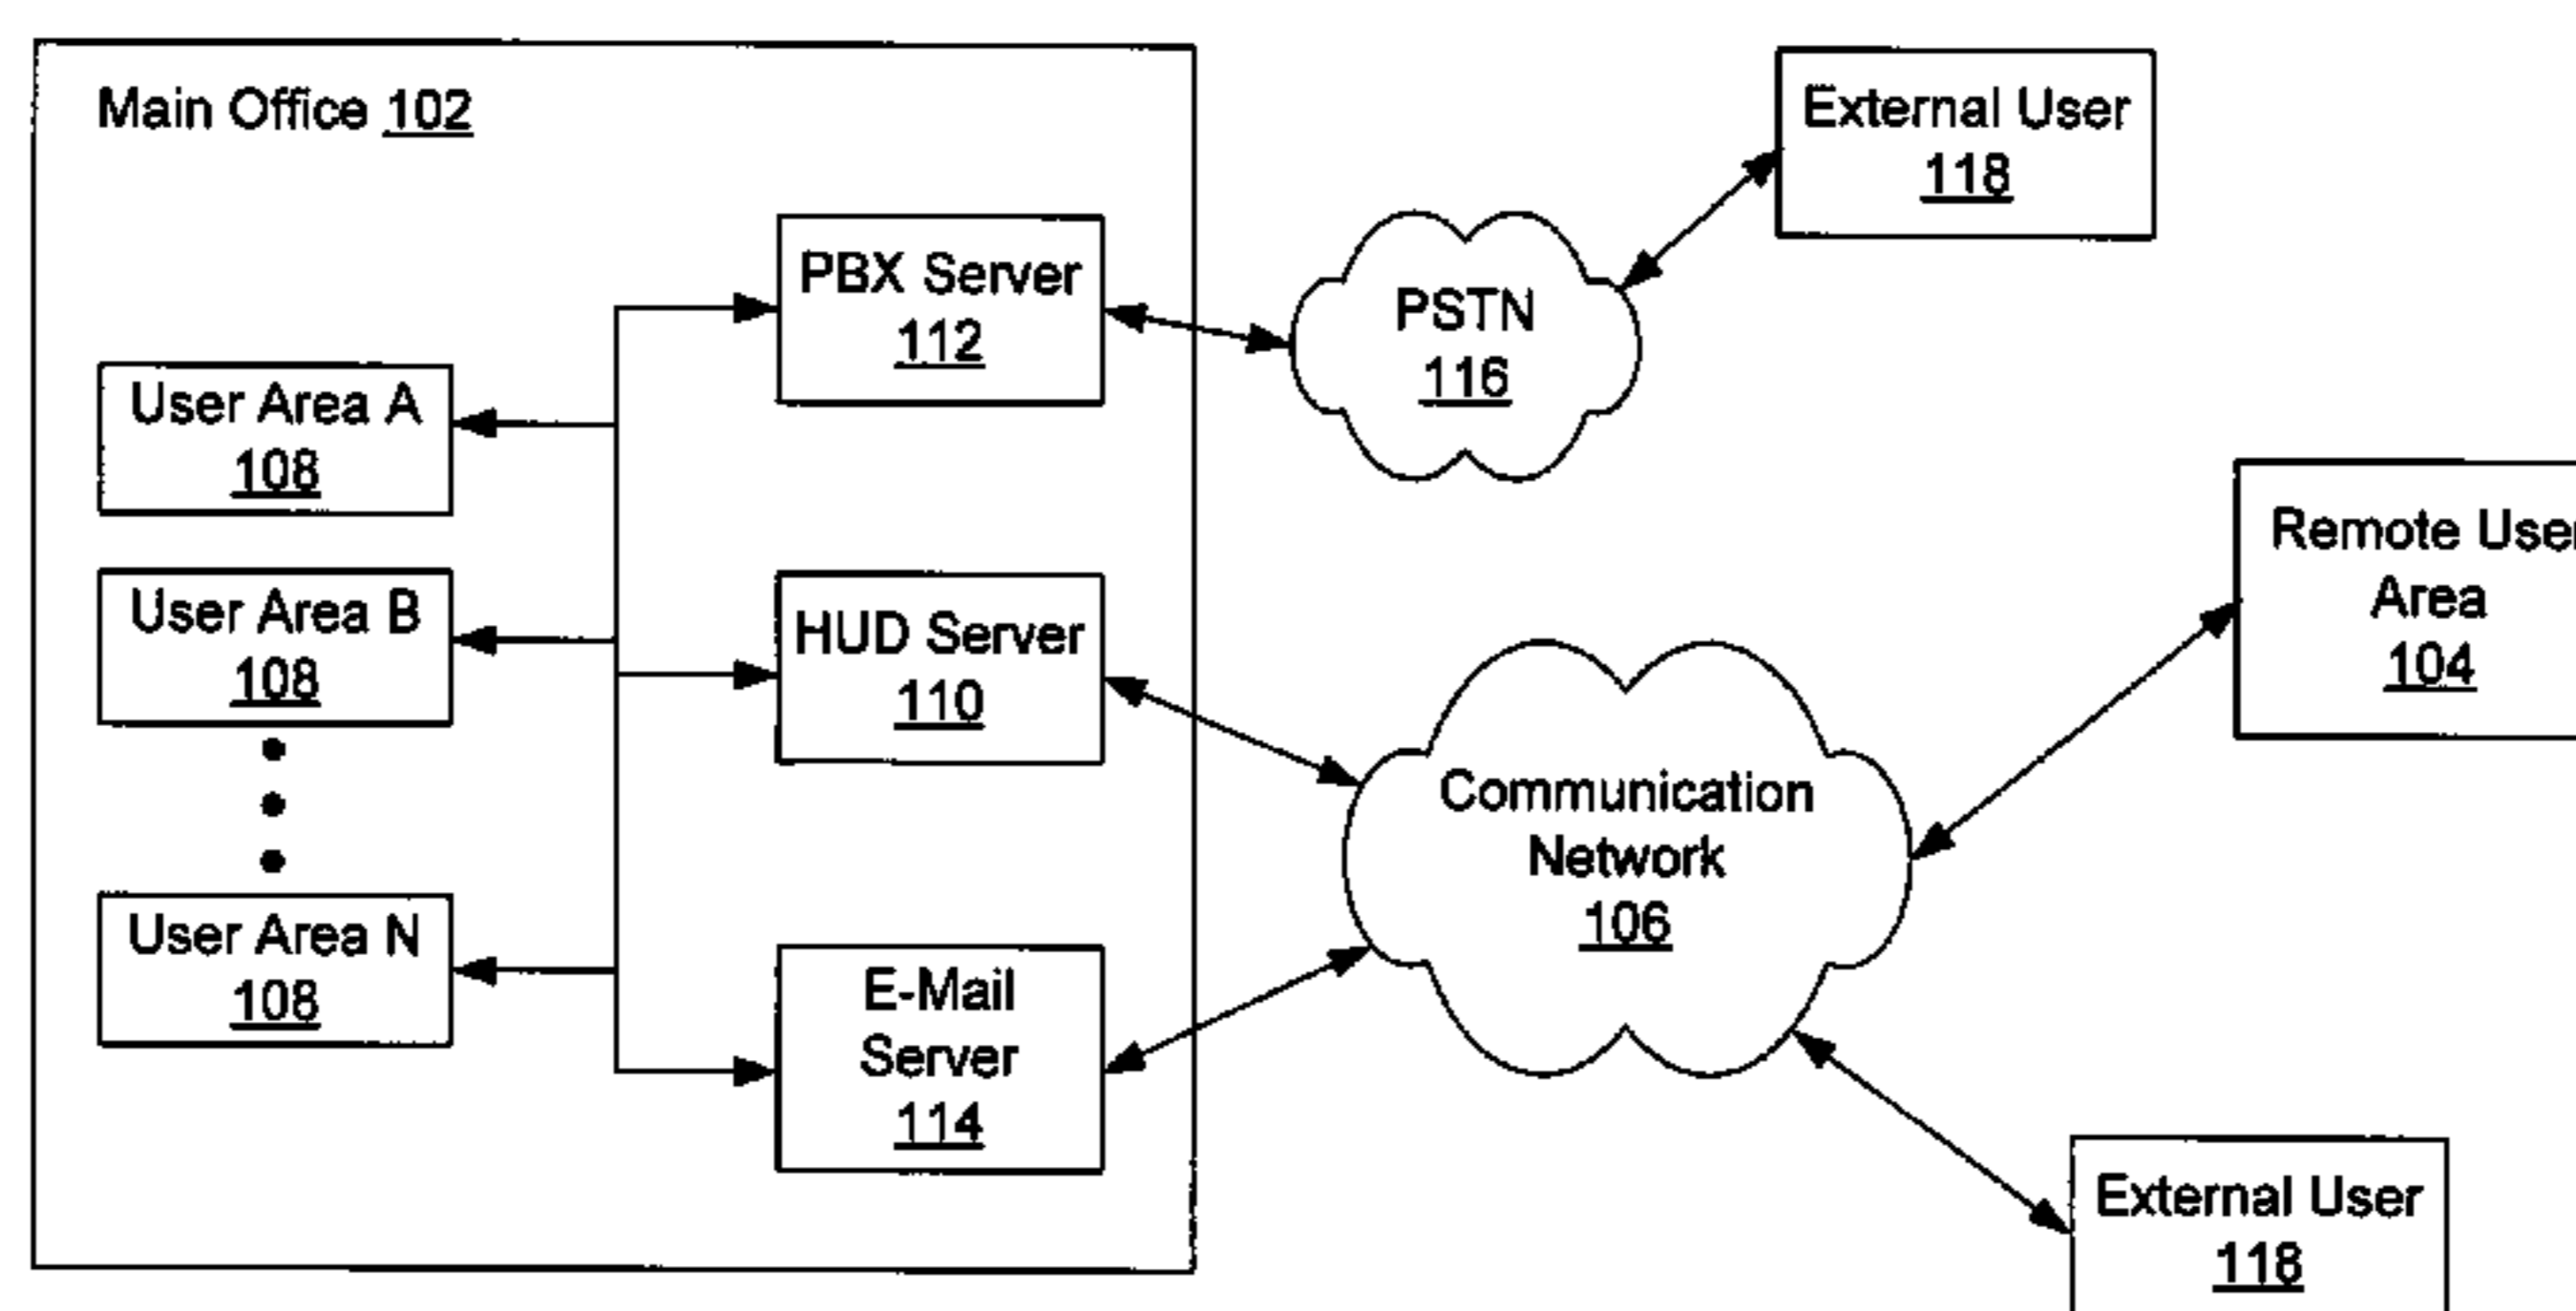 Main Office 102
External User
118
PBX Server
112
PSTN
116
User Area A
108
Remote User
Area
104
User Area B
108
HUD Server
110
Communication
Network
106
User Area N
108
E-Mail
Server
114
External User
118